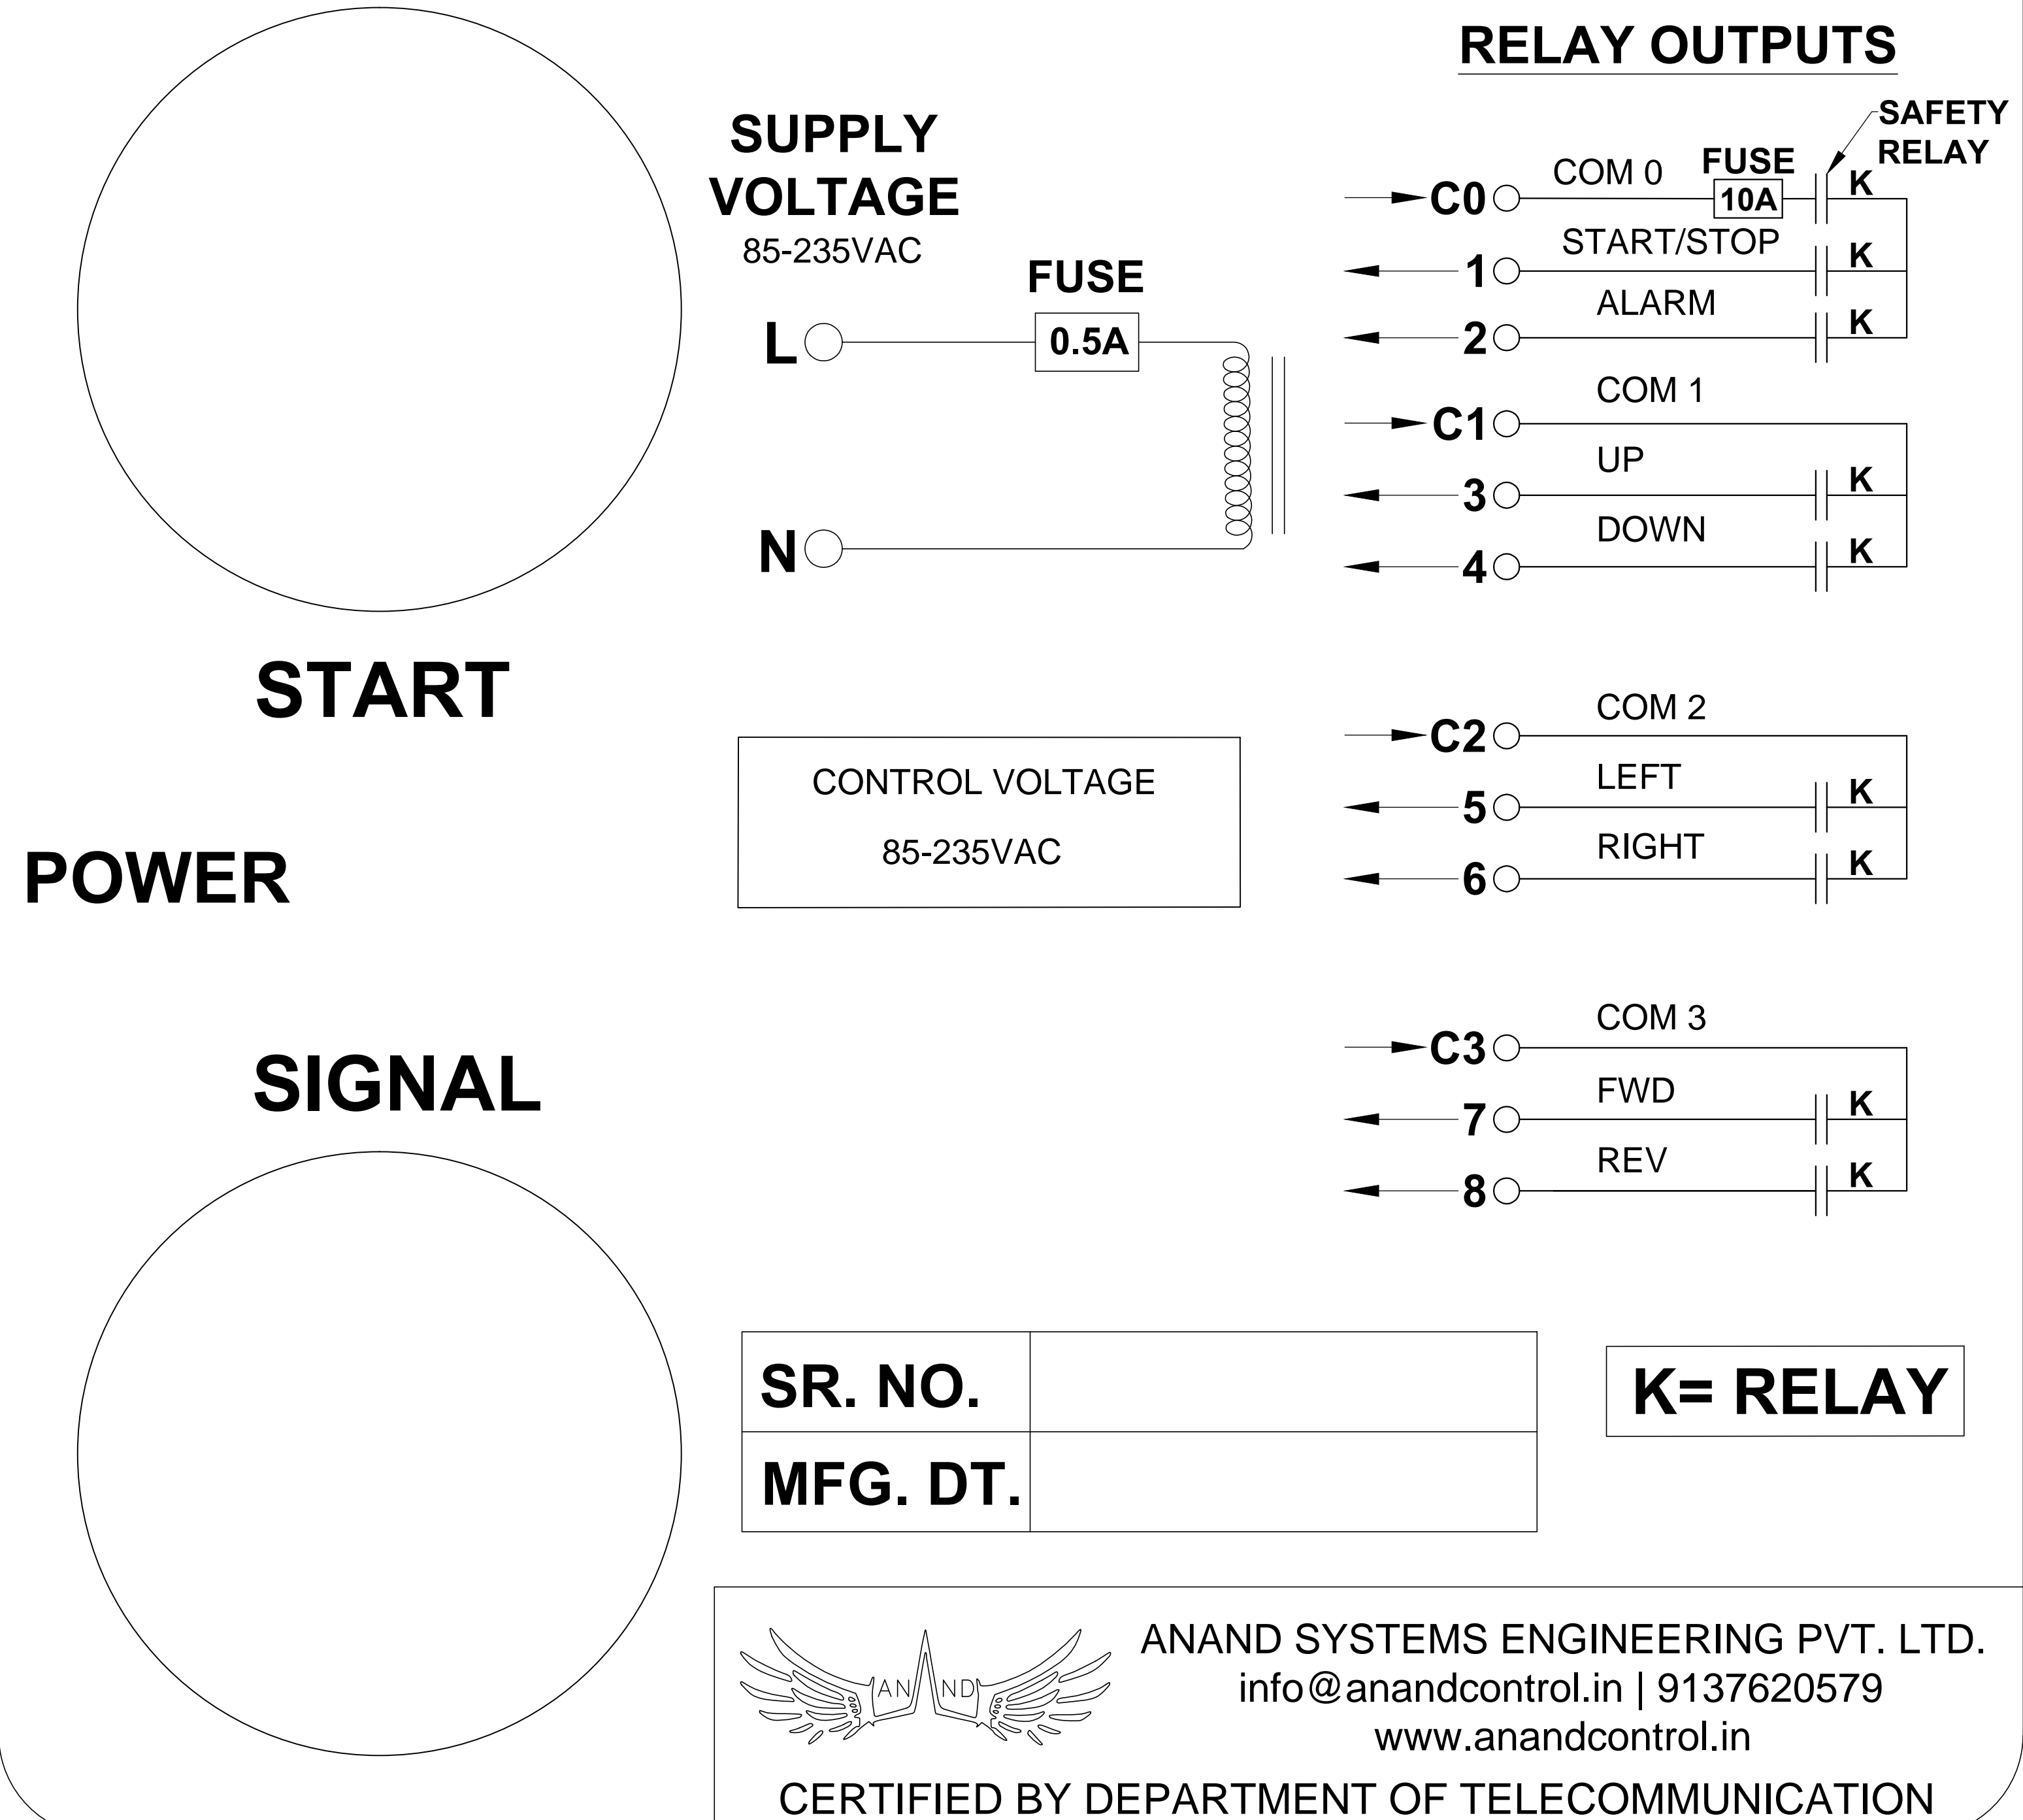 START
POWER
SIGNAL
SUPPLY
VOLTAGE
85-235VAC
FUSE
L
0.5A
N
CONTROL VOLTAGE
85-235VAC
RELAY OUTPUTS
SAFETY
RELAY
C0 COM 0 FUSE 10A K
1 START/STOP K
2 ALARM K
C1 COM 1
3 UP K
4 DOWN K
C2 COM 2
5 LEFT K
6 RIGHT K
C3 COM 3
7 FWD K
8 REV K
SR. NO.
MFG. DT.
K= RELAY
AN ND
ANAND SYSTEMS ENGINEERING PVT. LTD.
info@anandcontrol.in | 9137620579
www.anandcontrol.in
CERTIFIED BY DEPARTMENT OF TELECOMMUNICATION